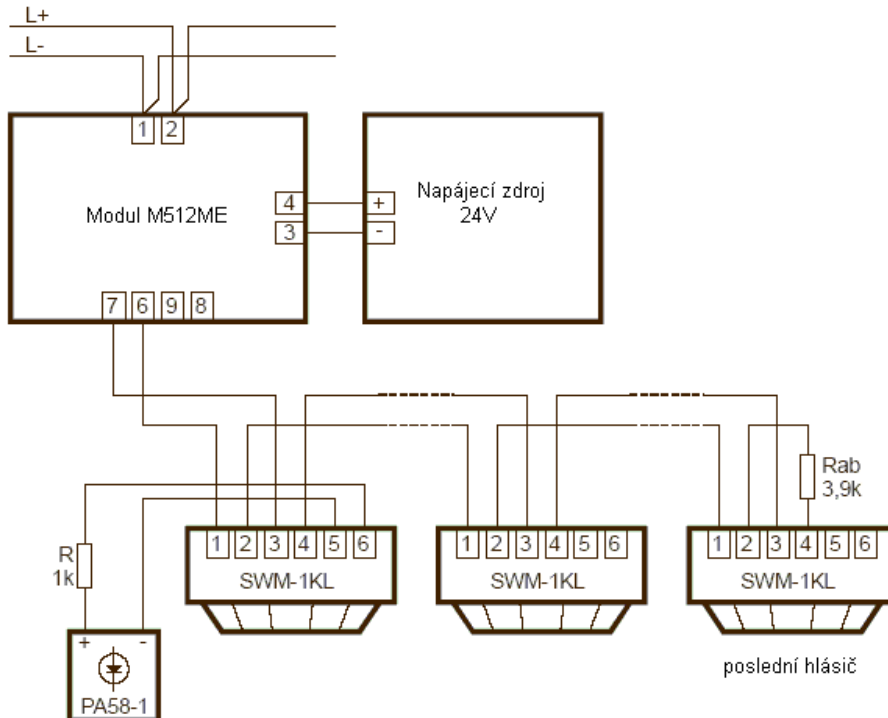 L+
L-
1 2
Modul M512ME
4
3
+
-
Napájecí zdroj
24V
7 6 9 8
Rab
3,9k
R
1k
1 2 3 4 5 6
SWM-1KL
1 2 3 4 5 6
SWM-1KL
1 2 3 4 5 6
SWM-1KL
+ -
PA58-1
poslední hlásič